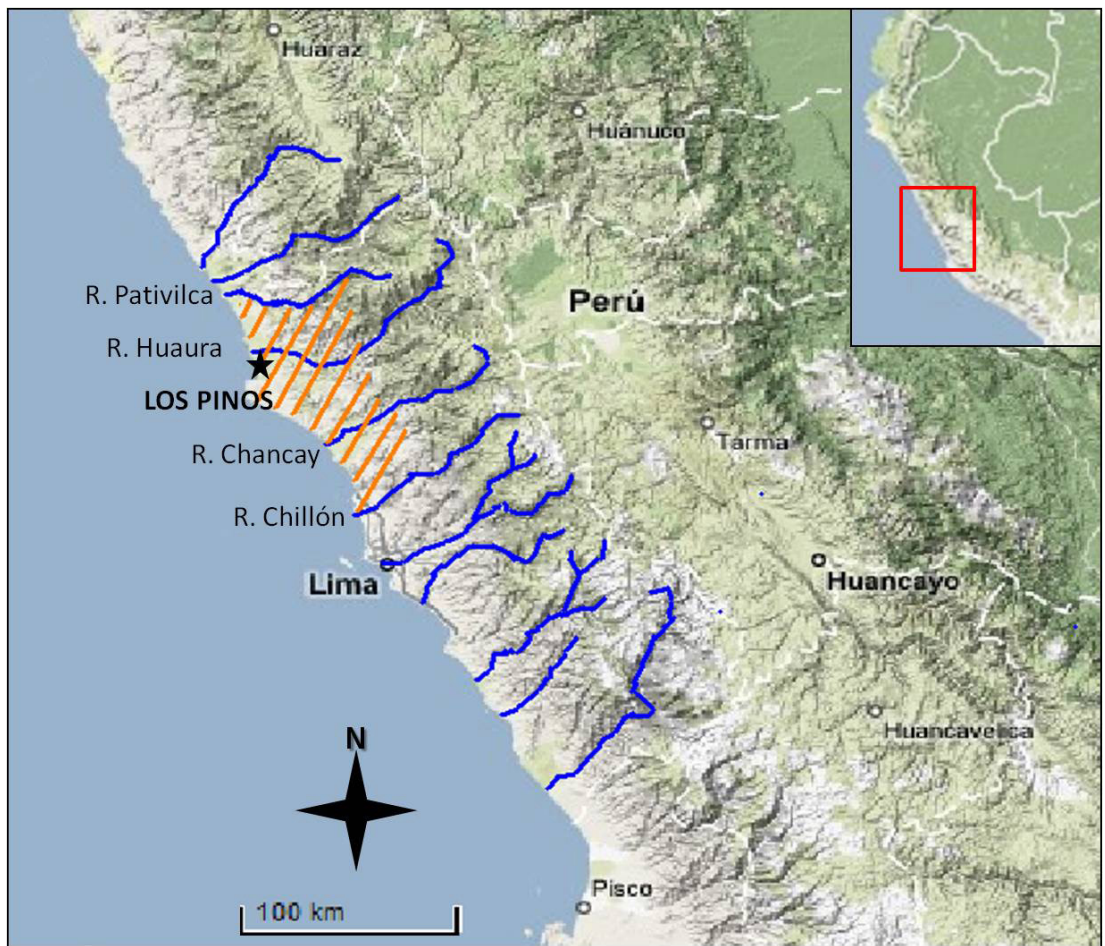 Huaraz
Huánuco
Perú
R. Pativilca
R. Huaura
LOS PINOS
R. Chancay
Tarma
R. Chillón
Lima
Huancayo
Huancavelica
N
Pisco
100 km